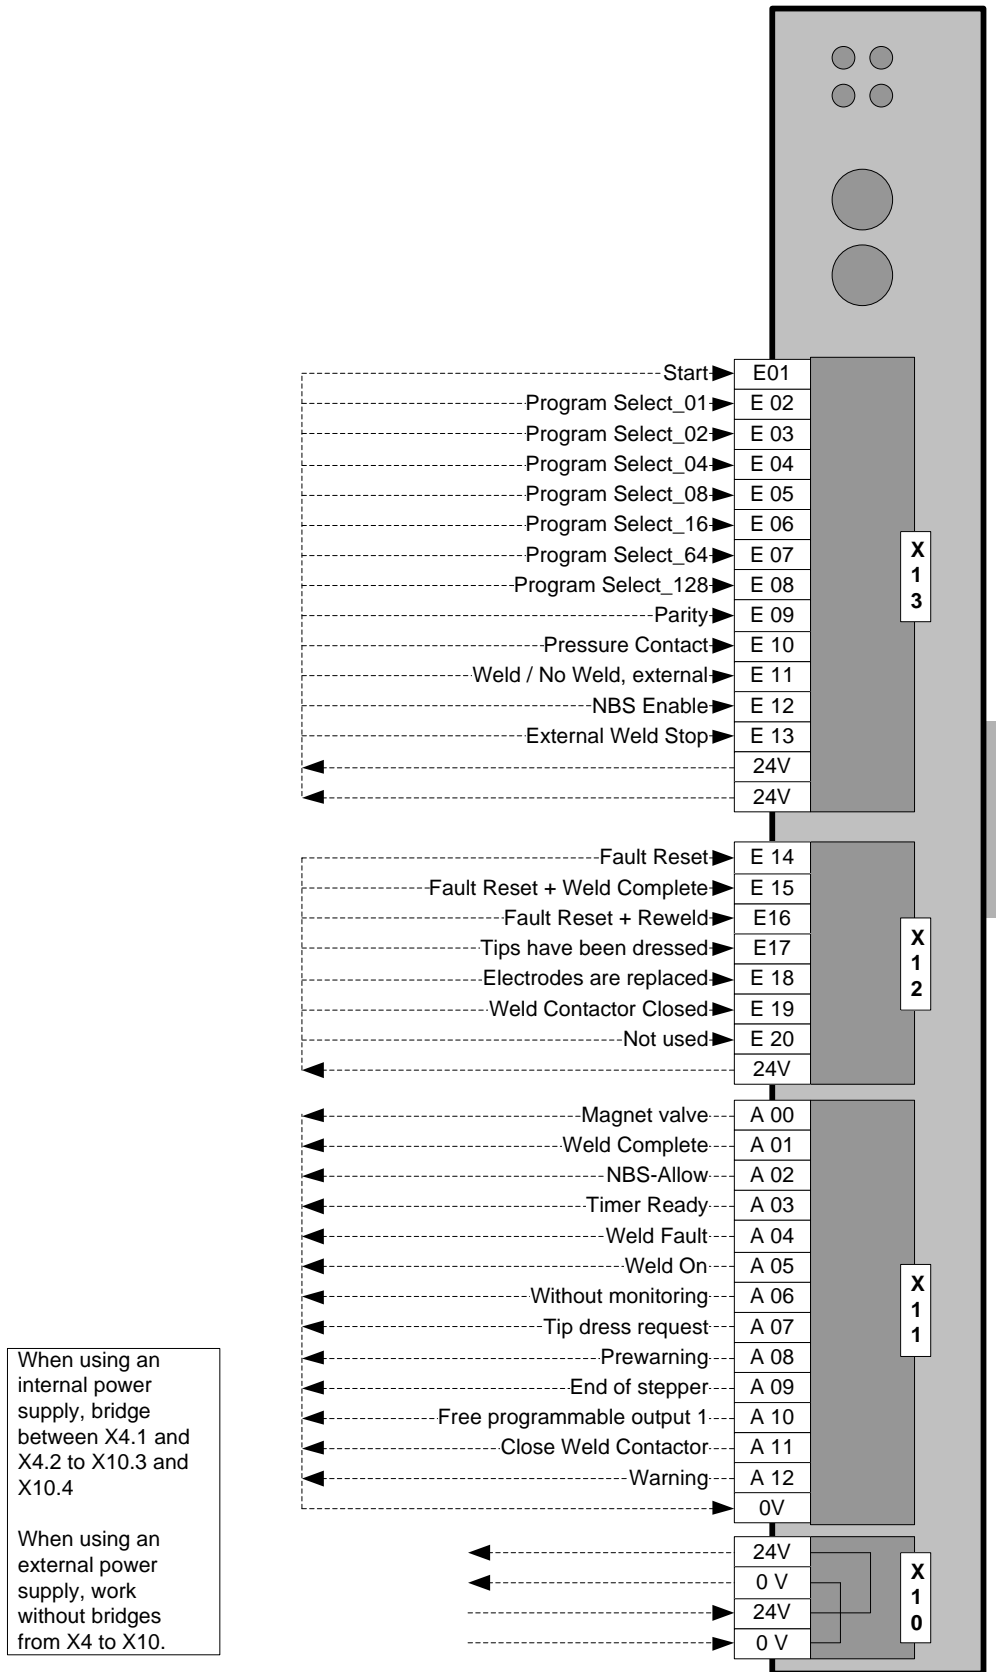 Start E01
Program Select_01 E 02
Program Select_02 E 03
Program Select_04 E 04
Program Select_08 E 05
Program Select_16 E 06
Program Select_64 E 07
Program Select_128 E 08
Parity E 09
Pressure Contact E 10
Weld / No Weld, external E 11
NBS Enable E 12
External Weld Stop E 13
24V
24V
X
1
3
Fault Reset E 14
Fault Reset + Weld Complete E 15
Fault Reset + Reweld E16
Tips have been dressed E17
Electrodes are replaced E 18
Weld Contactor Closed E 19
Not used E 20
24V
X
1
2
Magnet valve A 00
Weld Complete A 01
NBS-Allow A 02
Timer Ready A 03
Weld Fault A 04
Weld On A 05
Without monitoring A 06
Tip dress request A 07
Prewarning A 08
End of stepper A 09
Free programmable output 1 A 10
Close Weld Contactor A 11
Warning A 12
0V
X
1
1
24V
0 V
24V
0 V
X
1
0
When using an
internal power
supply, bridge
between X4.1 and
X4.2 to X10.3 and
X10.4
When using an
external power
supply, work
without bridges
from X4 to X10.